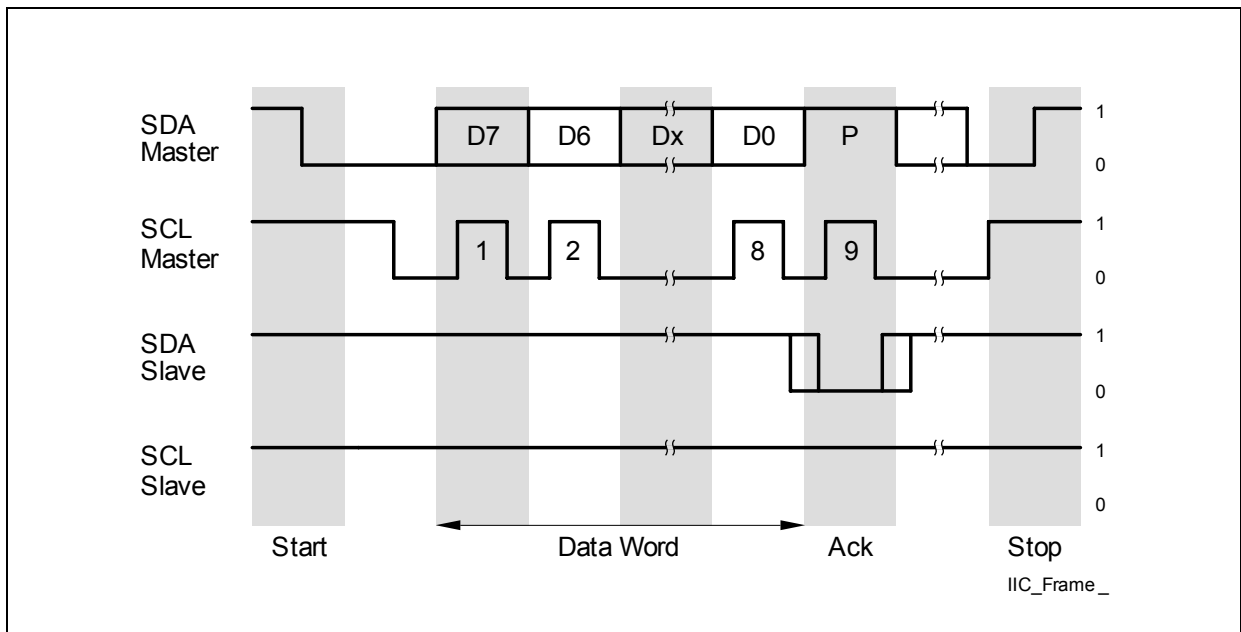 SDA Master D7 D6 Dx D0 P 1
0
SCL Master 1 2 8 9 1
0
SDA Slave 1
0
SCL Slave 1
0
Start Data Word Ack Stop
IIC_Frame_